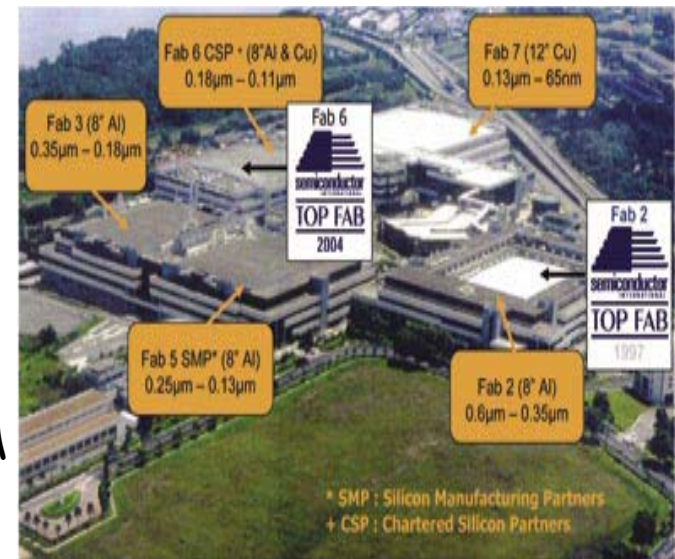 Fab 6 CSP + (8"Al & Cu)
0.18µm – 0.11µm
Fab 7 (12" Cu)
0.13µm – 65nm
Fab 3 (8" Al)
0.35µm – 0.18µm
Fab 6
semiconductor
INTERNATIONAL
TOP FAB
2004
Fab 2
semiconductor
INTERNATIONAL
TOP FAB
1997
Fab 5 SMP* (8" Al)
0.25µm – 0.13µm
Fab 2 (8" Al)
0.6µm – 0.35µm
* SMP : Silicon Manufacturing Partners
+ CSP : Chartered Silicon Partners